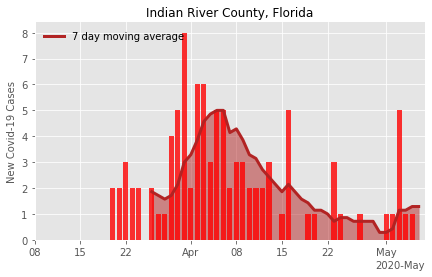 Indian River County, Florida
7 day moving average
New Covid-19 Cases
8
7
6
5
4
3
2
1
0
08 15 22 Apr 08 15 22 May
2020-May